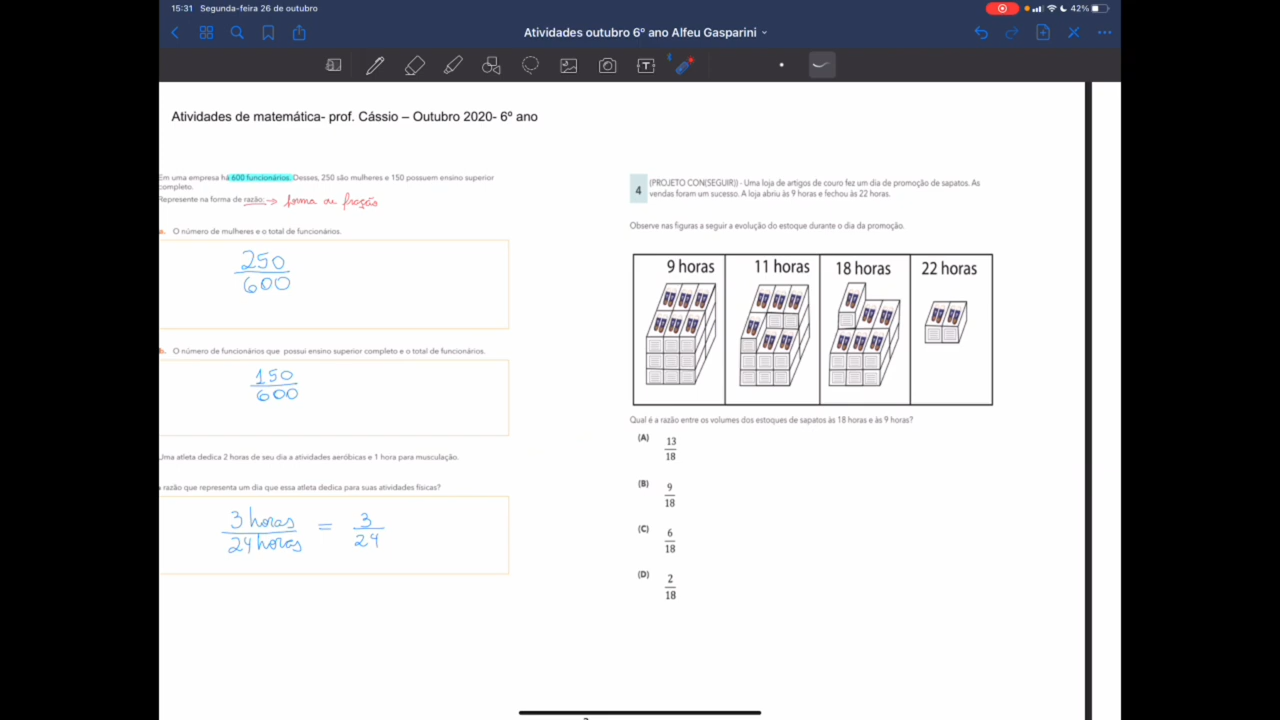 15:31 Segunda-feira 26 de outubro
42%
Atividades outubro 6º ano Alfeu Gasparini
Atividades de matemática- prof. Cássio – Outubro 2020- 6º ano
Em uma empresa há 600 funcionários. Desses, 250 são mulheres e 150 possuem ensino superior
completo.
Represente na forma de razão: → forma de fração
a. O número de mulheres e o total de funcionários.
250
600
b. O número de funcionários que possui ensino superior completo e o total de funcionários.
150
600
Uma atleta dedica 2 horas de seu dia a atividades aeróbicas e 1 hora para musculação.
a razão que representa um dia que essa atleta dedica para suas atividades físicas?
3 horas = 3
24 horas 24
4 (PROJETO CON(SEGUIR)) - Uma loja de artigos de couro fez um dia de promoção de sapatos. As
vendas foram um sucesso. A loja abriu às 9 horas e fechou às 22 horas.
Observe nas figuras a seguir a evolução do estoque durante o dia da promoção.
9 horas 11 horas 18 horas 22 horas
Qual é a razão entre os volumes dos estoques de sapatos às 18 horas e às 9 horas?
(A) 13
18
(B) 9
18
(C) 6
18
(D) 2
18